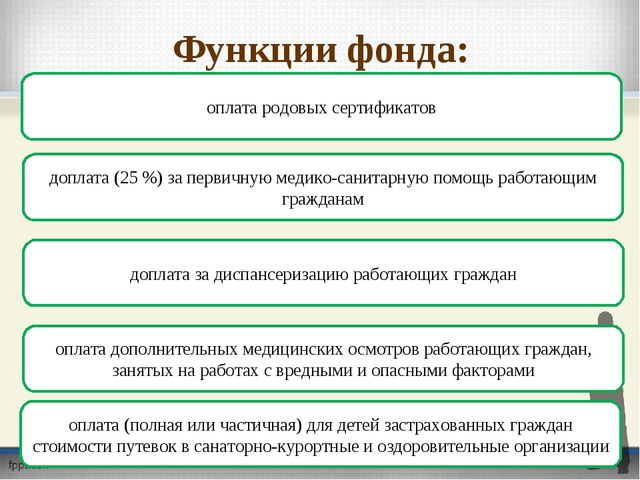 Функции фонда:
оплата родовых сертификатов
доплата (25 %) за первичную медико-санитарную помощь работающим
гражданам
доплата за диспансеризацию работающих граждан
оплата дополнительных медицинских осмотров работающих граждан,
занятых на работах с вредными и опасными факторами
оплата (полная или частичная) для детей застрахованных граждан
стоимости путевок в санаторно-курортные и оздоровительные организации